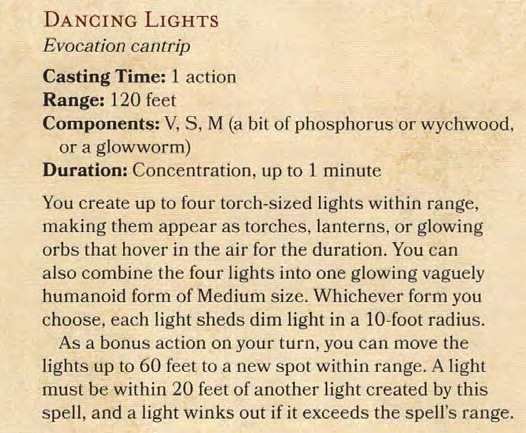 DANCING LIGHTS
Evocation cantrip
Casting Time: 1 action
Range: 120 feet
Components: V, S, M (a bit of phosphorus or wychwood,
or a glowworm)
Duration: Concentration, up to 1 minute
You create up to four torch-sized lights within range,
making them appear as torches, lanterns, or glowing
orbs that hover in the air for the duration. You can
also combine the four lights into one glowing vaguely
humanoid form of Medium size. Whichever form you
choose, each light sheds dim light in a 10-foot radius.
As a bonus action on your turn, you can move the
lights up to 60 feet to a new spot within range. A light
must be within 20 feet of another light created by this
spell, and a light winks out if it exceeds the spell's range.